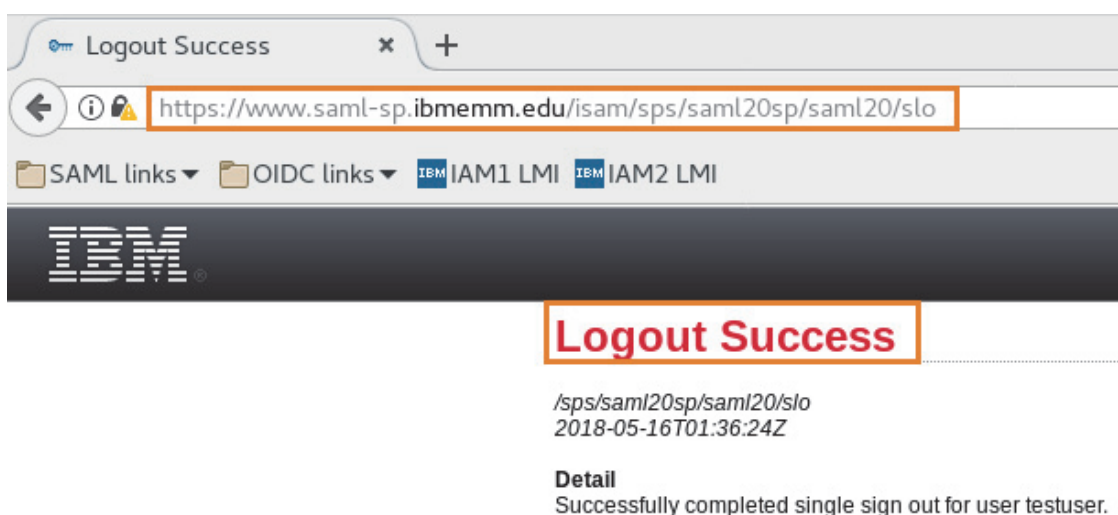 Logout Success
https://www.saml-sp.ibmemm.edu/isam/sps/saml20sp/saml20/slo
SAML links OIDC links IBM IAM1 LMI IBM IAM2 LMI
IBM®
Logout Success
/sps/saml20sp/saml20/slo
2018-05-16T01:36:24Z
Detail
Successfully completed single sign out for user testuser.